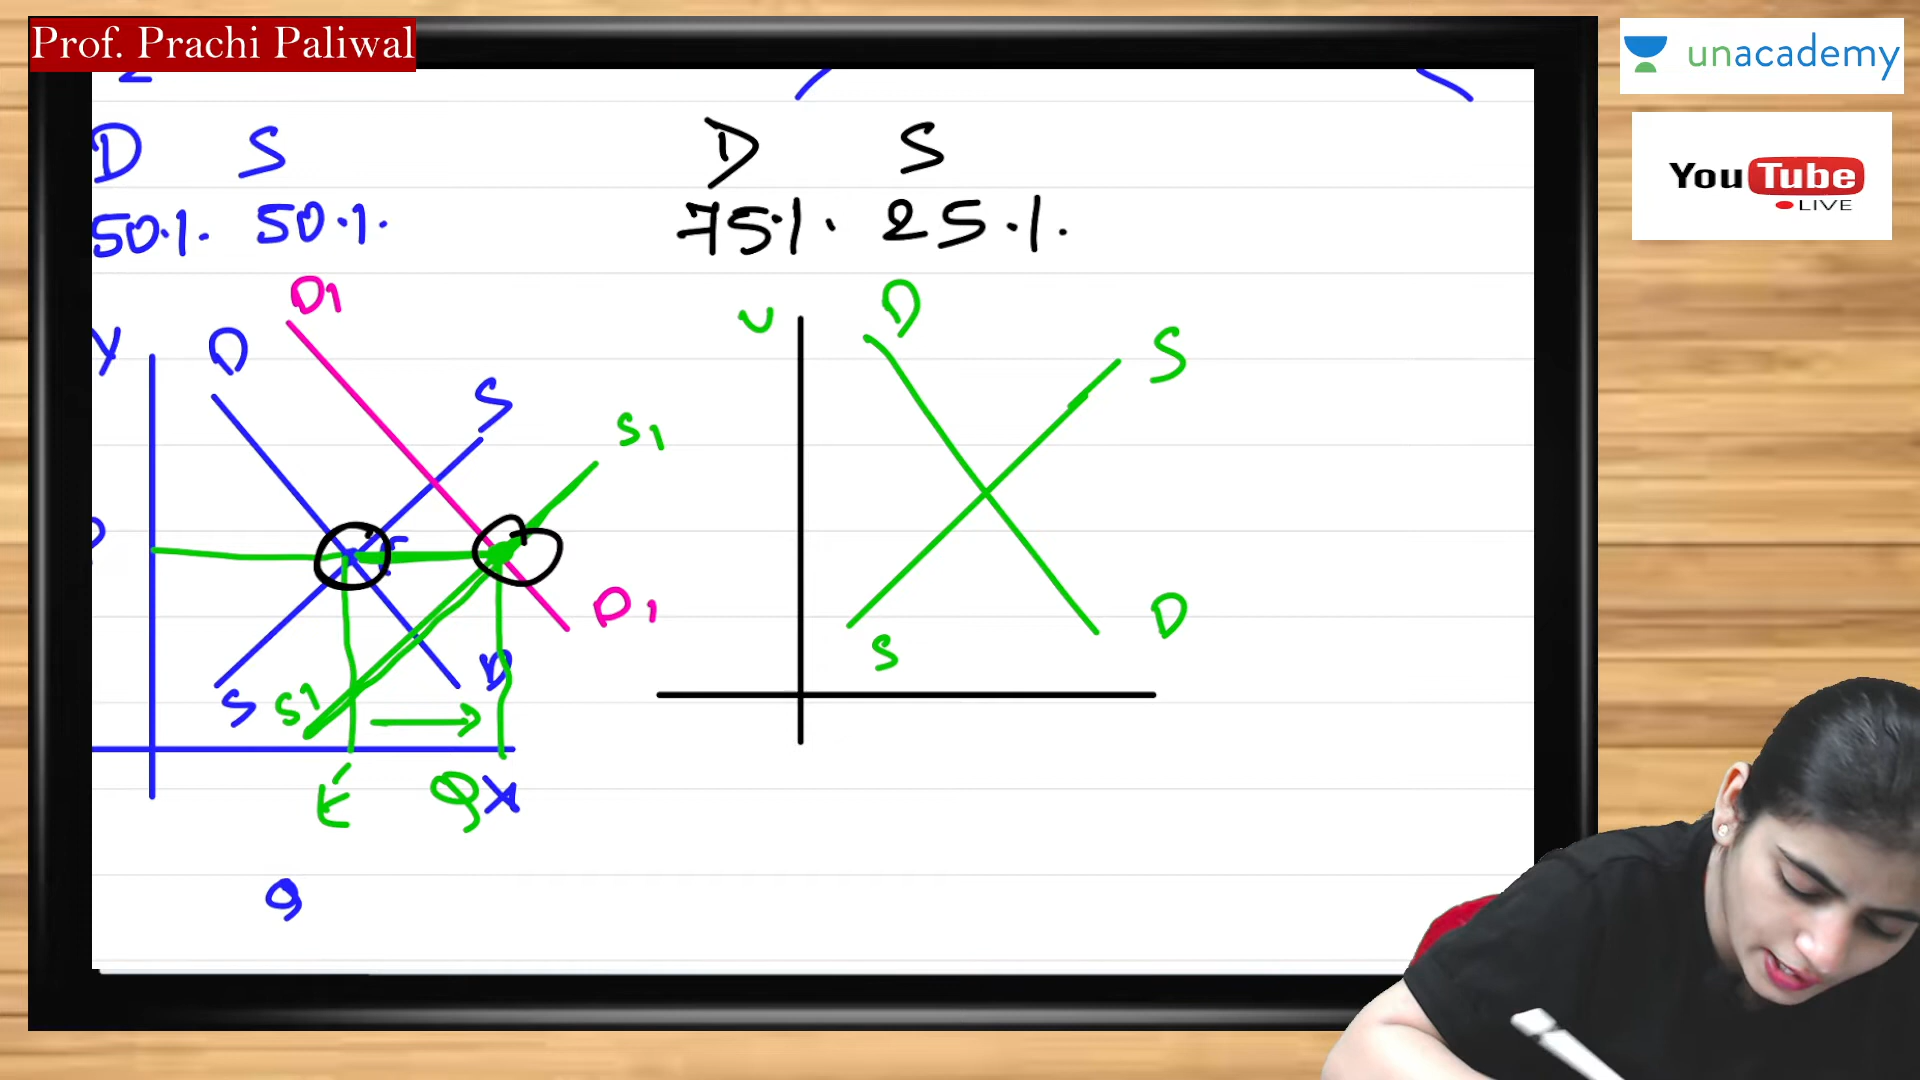 Prof. Prachi Paliwal
unacademy
YouTube
LIVE
D S
50% 50%
D S
75% 25%
D1
Y
D
S
S1
D1
D
S
S1
E
Q
X
D
S
S
D